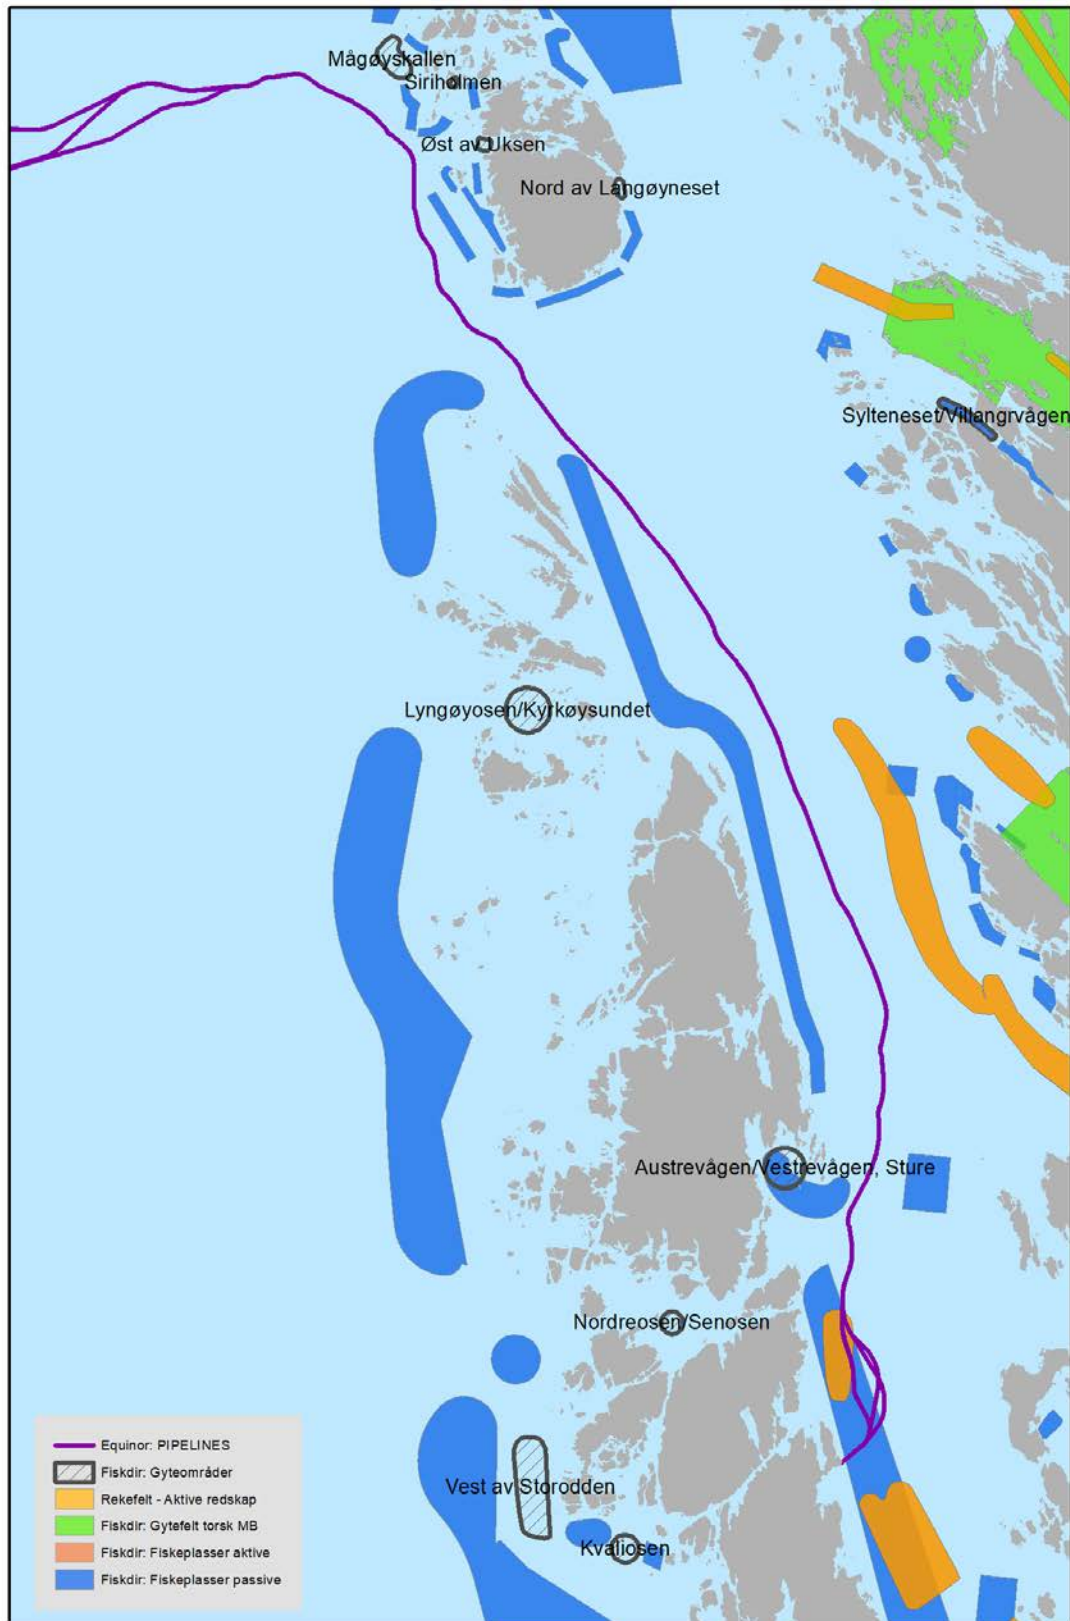 Mågøyskallen
Siriholmen
Øst av Uksen
Nord av Langøyneset
Sylteneset/Villangrvågen
Lyngøyosen/Kyrkøysundet
Austrevågen/Vestrevågen, Sture
Nordreosen/Senosen
Vest av Storodden
Kvaliosen
Equinor: PIPELINES
Fiskdir: Gyteområder
Rekefelt - Aktive redskap
Fiskdir: Gytefelt torsk MB
Fiskdir: Fiskeplasser aktive
Fiskdir: Fiskeplasser passive